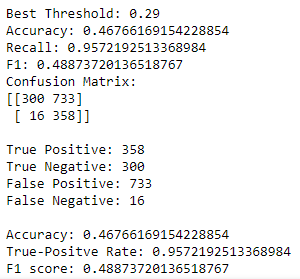 Best Threshold: 0.29
Accuracy: 0.46766169154228854
Recall: 0.9572192513368984
F1: 0.48873720136518767
Confusion Matrix:
[[300 733]
 [ 16 358]]
True Positive: 358
True Negative: 300
False Positive: 733
False Negative: 16
Accuracy: 0.46766169154228854
True-Positve Rate: 0.9572192513368984
F1 score: 0.48873720136518767